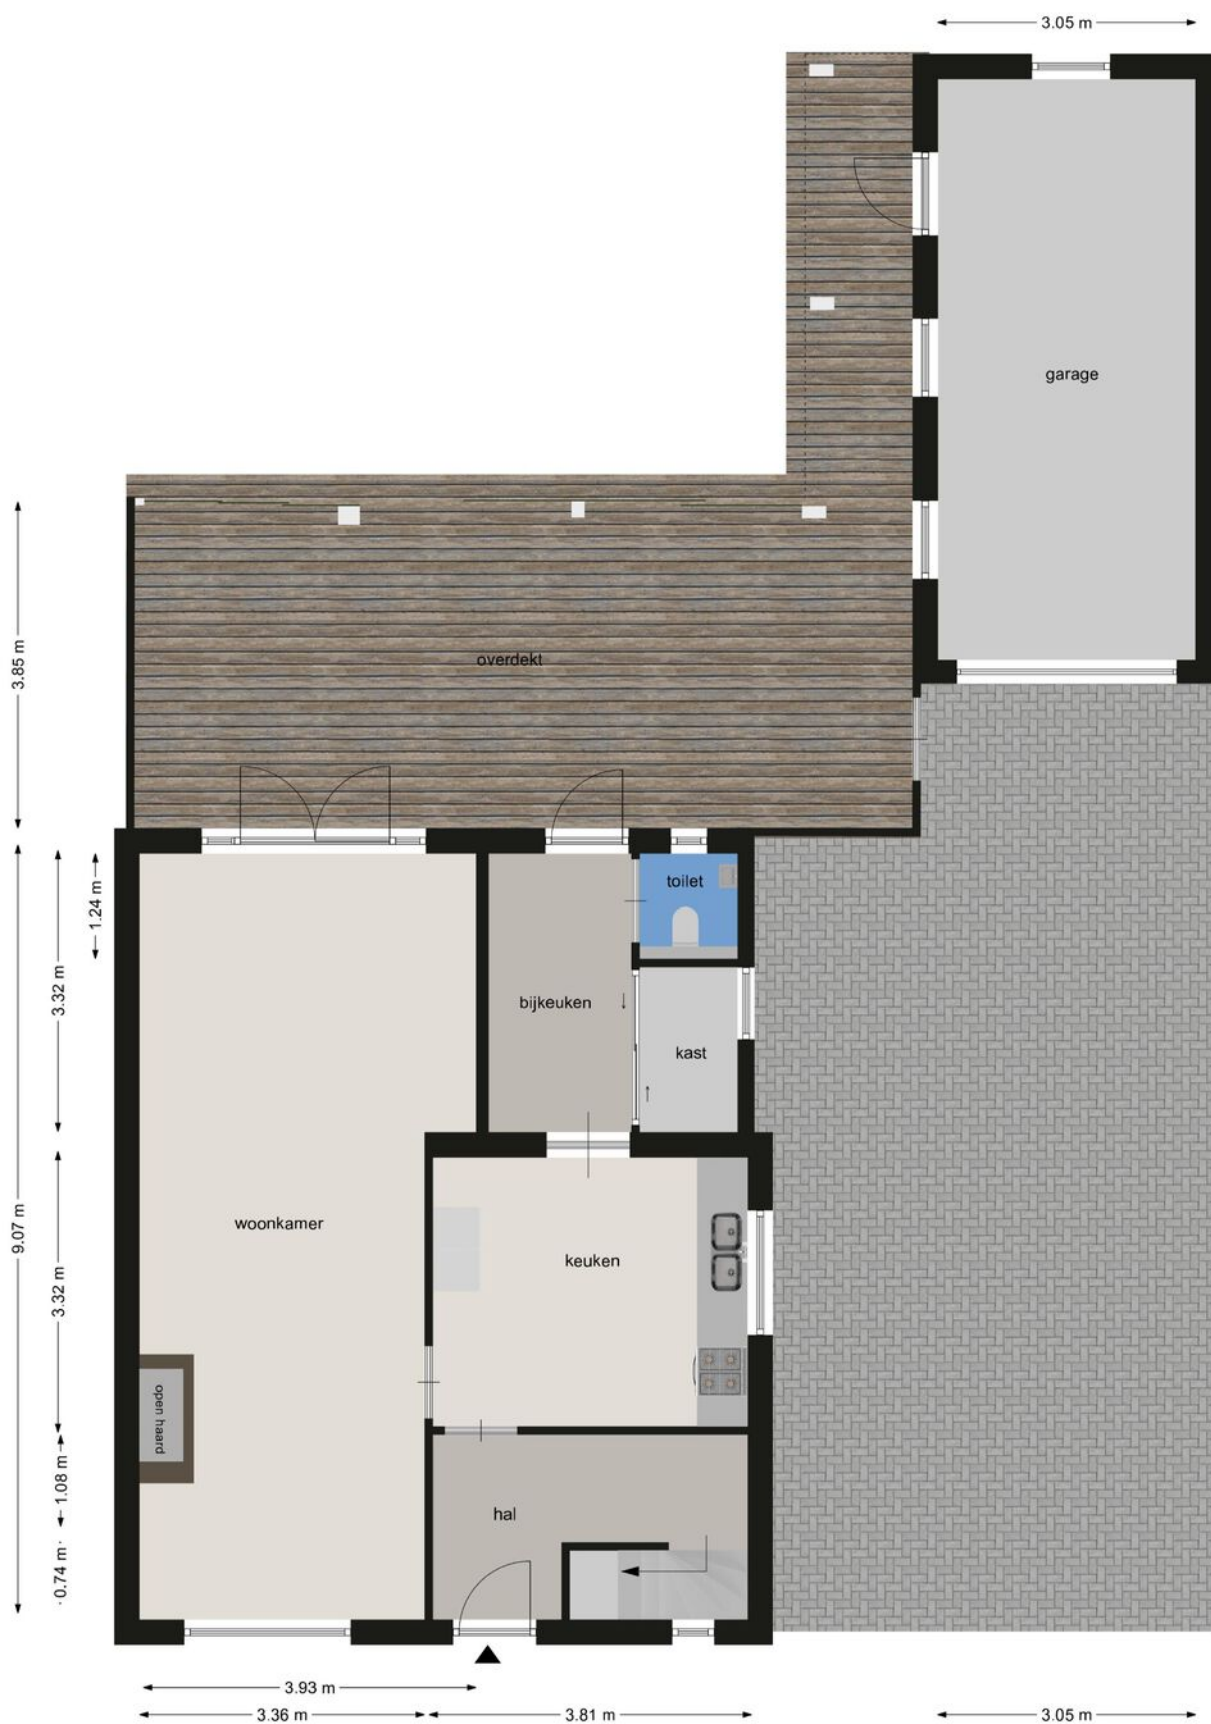 3.05 m
garage
3.85 m
overdekt
1.24 m
toilet
3.32 m
bijkeuken
kast
9.07 m
woonkamer
3.32 m
keuken
open haard
1.08 m
hal
0.74 m
3.93 m
3.36 m
3.81 m
3.05 m